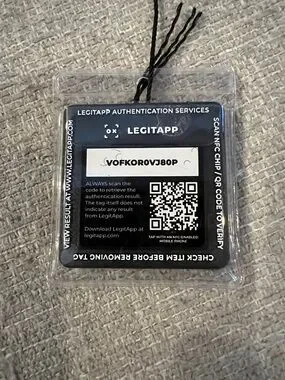 LEGITAPP AUTHENTICATION SERVICES
OK
LEGITAPP
VOFKOR0VJB0P
ALWAYS scan the
code to retrieve the
authentication result.
The tag itself does not
indicate any result
from LegitApp.
Download LegitApp at
legitapp.com
TAP WITH AN NFC ENABLED
MOBILE PHONE
SCAN NFC CHIP / QR CODE TO VERIFY
CHECK ITEM BEFORE REMOVING TAG
VIEW RESULT AT WWW.LEGITAPP.COM